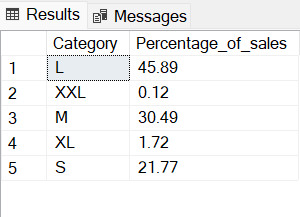 Results Messages
Category Percentage_of_sales
1 L 45.89
2 XXL 0.12
3 M 30.49
4 XL 1.72
5 S 21.77